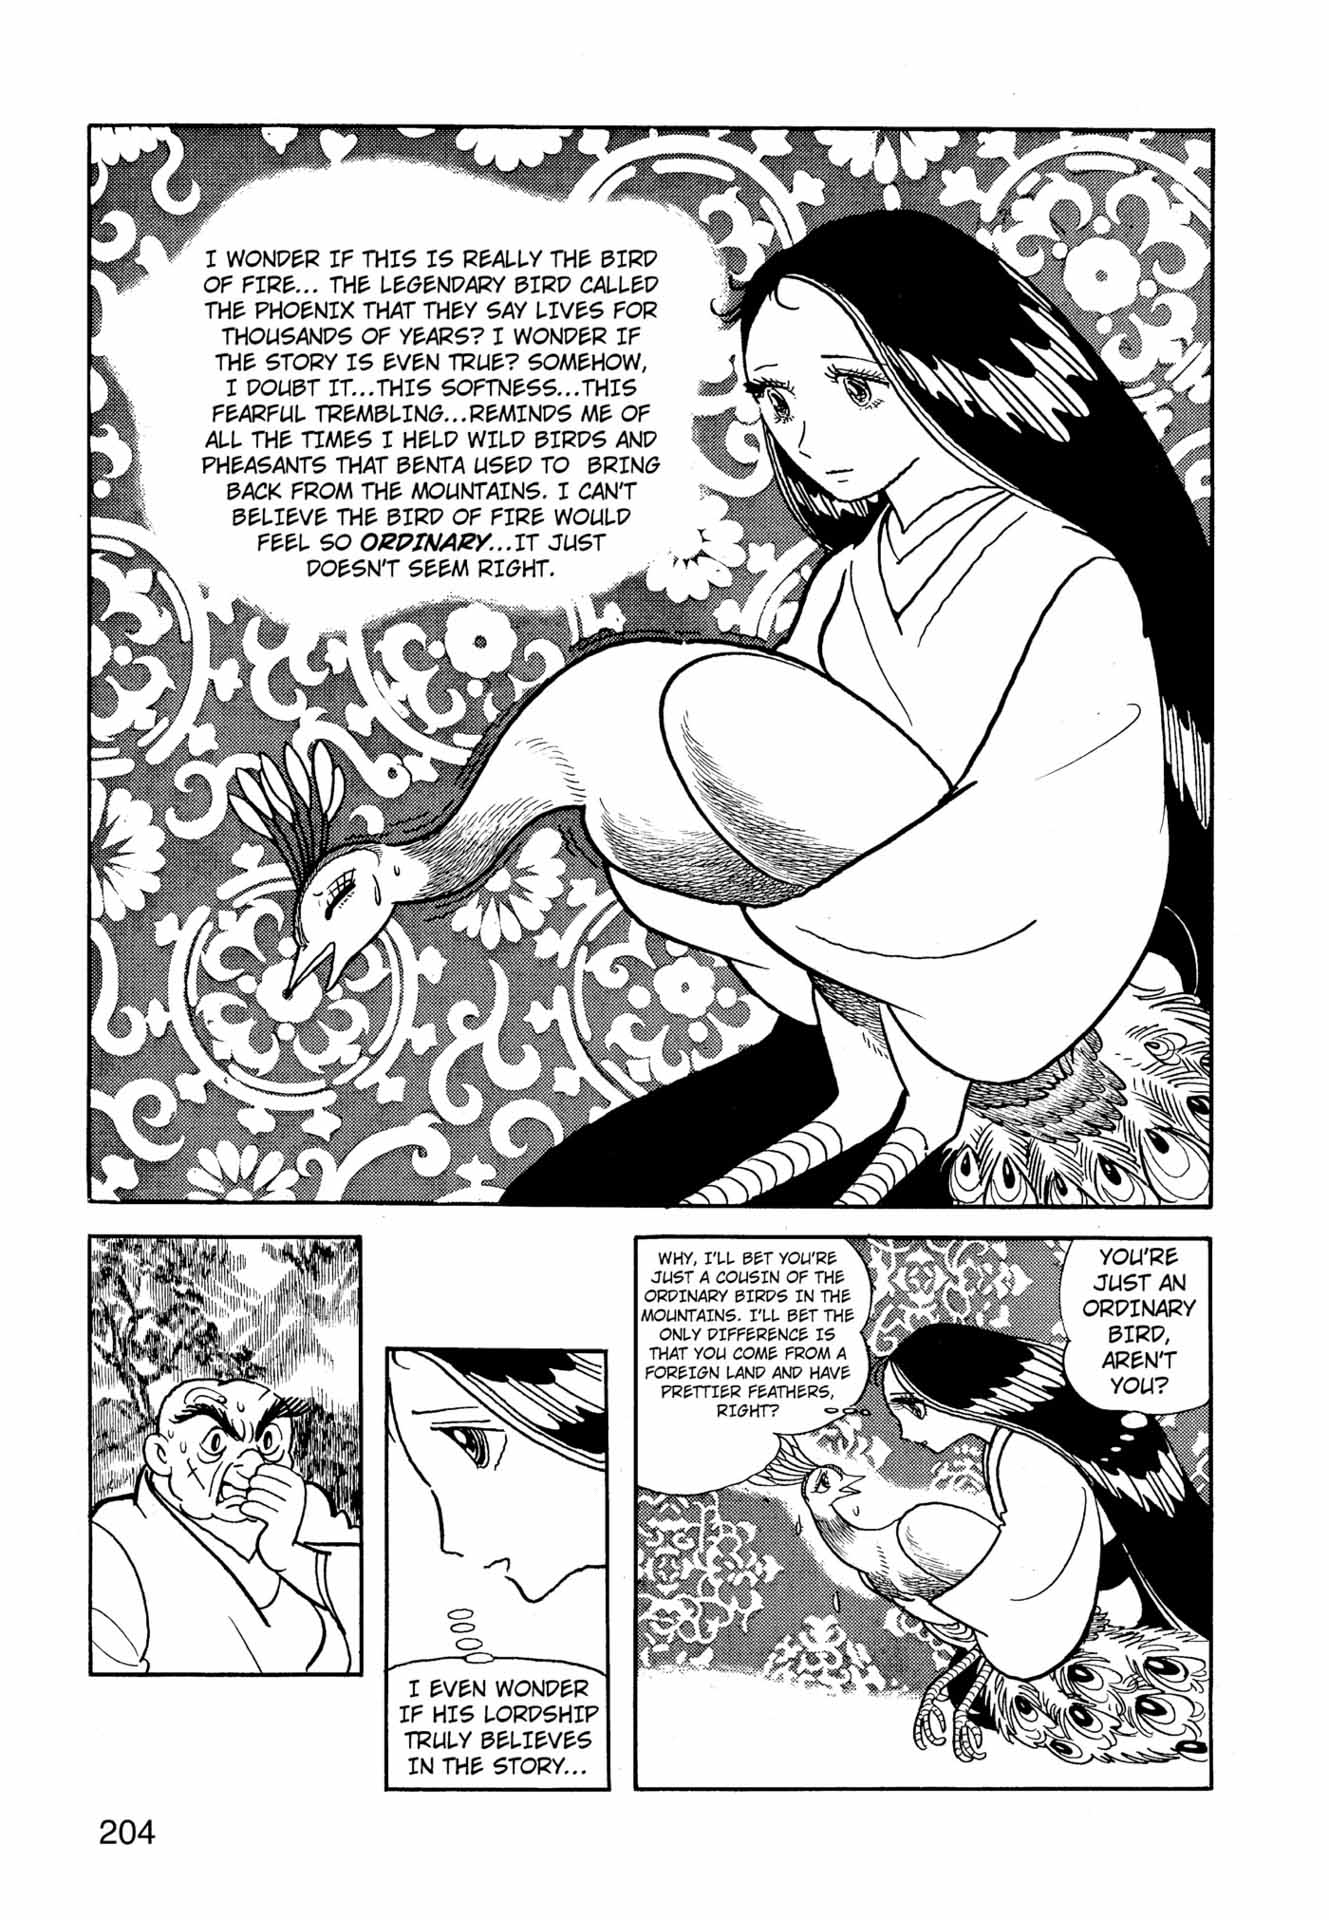 I WONDER IF THIS IS REALLY THE BIRD
OF FIRE... THE LEGENDARY BIRD CALLED
THE PHOENIX THAT THEY SAY LIVES FOR
THOUSANDS OF YEARS? I WONDER IF
THE STORY IS EVEN TRUE? SOMEHOW,
I DOUBT IT...THIS SOFTNESS...THIS
FEARFUL TREMBLING...REMINDS ME OF
ALL THE TIMES I HELD WILD BIRDS AND
PHEASANTS THAT BENTA USED TO BRING
BACK FROM THE MOUNTAINS. I CAN'T
BELIEVE THE BIRD OF FIRE WOULD
FEEL SO ORDINARY...IT JUST
DOESN'T SEEM RIGHT.
YOU'RE
JUST AN
ORDINARY
BIRD,
AREN'T
YOU?
WHY, I'LL BET YOU'RE
JUST A COUSIN OF THE
ORDINARY BIRDS IN THE
MOUNTAINS. I'LL BET THE
ONLY DIFFERENCE IS
THAT YOU COME FROM A
FOREIGN LAND AND HAVE
PRETTIER FEATHERS,
RIGHT?
I EVEN WONDER
IF HIS LORDSHIP
TRULY BELIEVES
IN THE STORY...
204